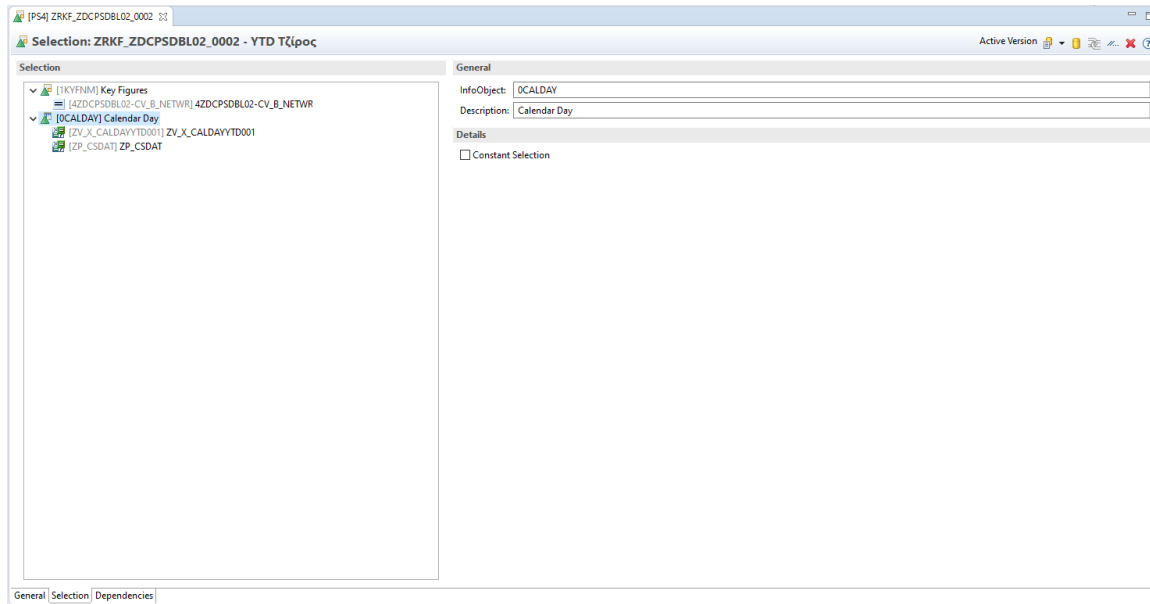 [PS4] ZRKF_ZDCPSDBL02_0002
Selection: ZRKF_ZDCPSDBL02_0002 - YTD Τζίρος
Active Version
Selection
General
[1KYFNM] Key Figures
InfoObject: 0CALDAY
[4ZDCPSDBL02-CV_B_NETWR] 4ZDCPSDBL02-CV_B_NETWR
Description: Calendar Day
[0CALDAY] Calendar Day
[ZV_X_CALDAYYTD001] ZV_X_CALDAYYTD001
Details
[ZP_CSDAT] ZP_CSDAT
Constant Selection
General Selection Dependencies